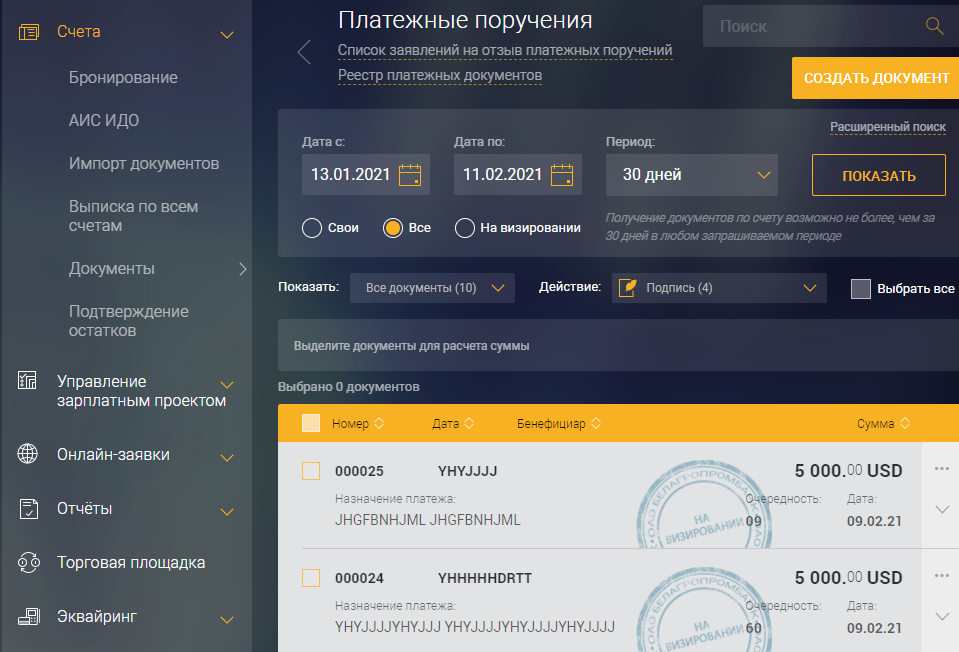 Счета
Бронирование
АИС ИДО
Импорт документов
Выписка по всем
счетам
Документы
Подтверждение
остатков
Управление
зарплатным проектом
Онлайн-заявки
Отчёты
Торговая площадка
Эквайринг
Платежные поручения
Список заявлений на отзыв платежных поручений
Реестр платежных документов
Поиск
СОЗДАТЬ ДОКУМЕНТ
Расширенный поиск
Дата с: Дата по: Период:
13.01.2021 11.02.2021 30 дней ПОКАЗАТЬ
Свои Все На визировании
Получение документов по счету возможно не более, чем за
30 дней в любом запрашиваемом периоде
Показать: Все документы (10) Действие: Подпись (4) Выбрать все
Выделите документы для расчета суммы
Выбрано 0 документов
Номер Дата Бенефициар Сумма
000025 YHYJJJJ 5 000.00 USD
Назначение платежа: Очередность: Дата:
JHGFBNHJML JHGFBNHJML 09 09.02.21
ОАО БЕЛАГРОПРОМБАНК ОАО
НА
ВИЗИРОВАНИИ
000024 YHHHHHDRTT 5 000.00 USD
Назначение платежа: Очередность: Дата:
YHYJJJJYHYJJJ YHYJJJJYHYJJJJYHYJJJJ 60 09.02.21
ОАО БЕЛАГРОПРОМБАНК ОАО
НА
ВИЗИРОВАНИИ